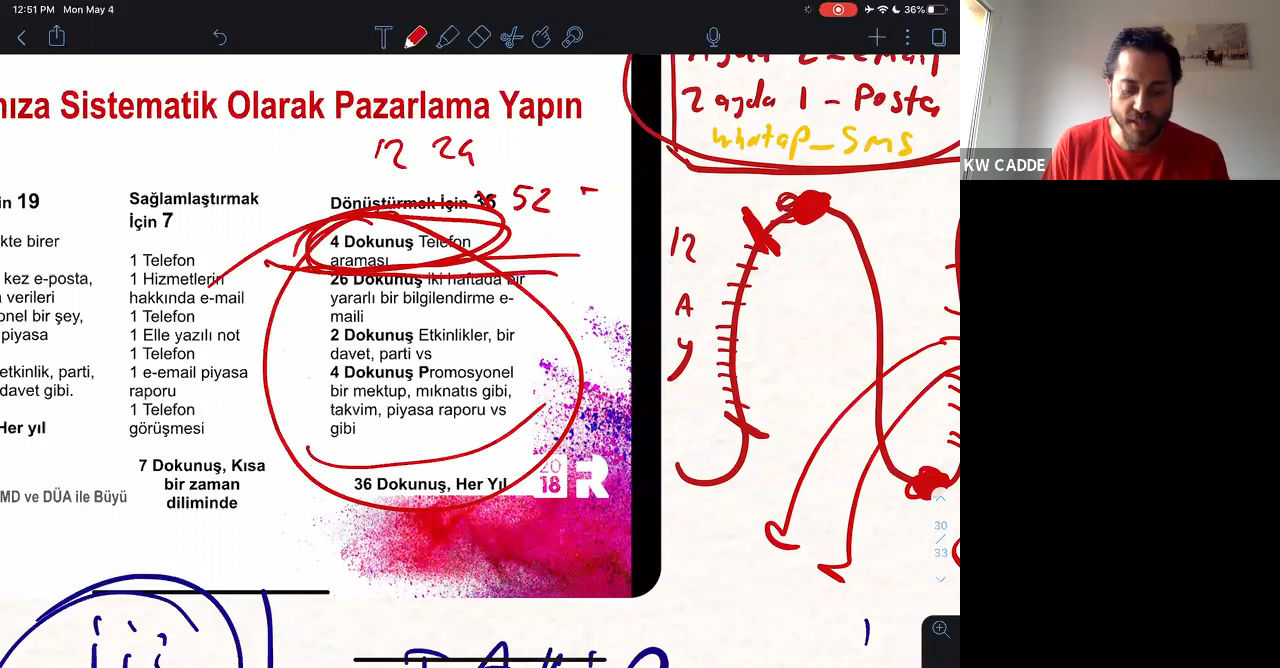 12:51 PM Mon May 4
36%
ııza Sistematik Olarak Pazarlama Yapın
12 24
52
2 ayda 1 - Posta
whatap_SMS
KW CADDE
in 19
kte birer
kez e-posta,
verileri
onel bir şey,
piyasa
etkinlik, parti,
davet gibi.
Her yıl
MD ve DÜA ile Büyü
Sağlamlaştırmak
İçin 7
1 Telefon
1 Hizmetlerin
hakkında e-mail
1 Telefon
1 Elle yazılı not
1 Telefon
1 e-email piyasa
raporu
1 Telefon
görüşmesi
7 Dokunuş, Kısa
bir zaman
diliminde
Dönüştürmek İçin 36
4 Dokunuş Telefon
araması
26 Dokunuş iki haftada bir
yararlı bir bilgilendirme e-
maili
2 Dokunuş Etkinlikler, bir
davet, parti vs
4 Dokunuş Promosyonel
bir mektup, mıknatıs gibi,
takvim, piyasa raporu vs
gibi
36 Dokunuş, Her Yıl
2018 R
12
A
y
30
/
33